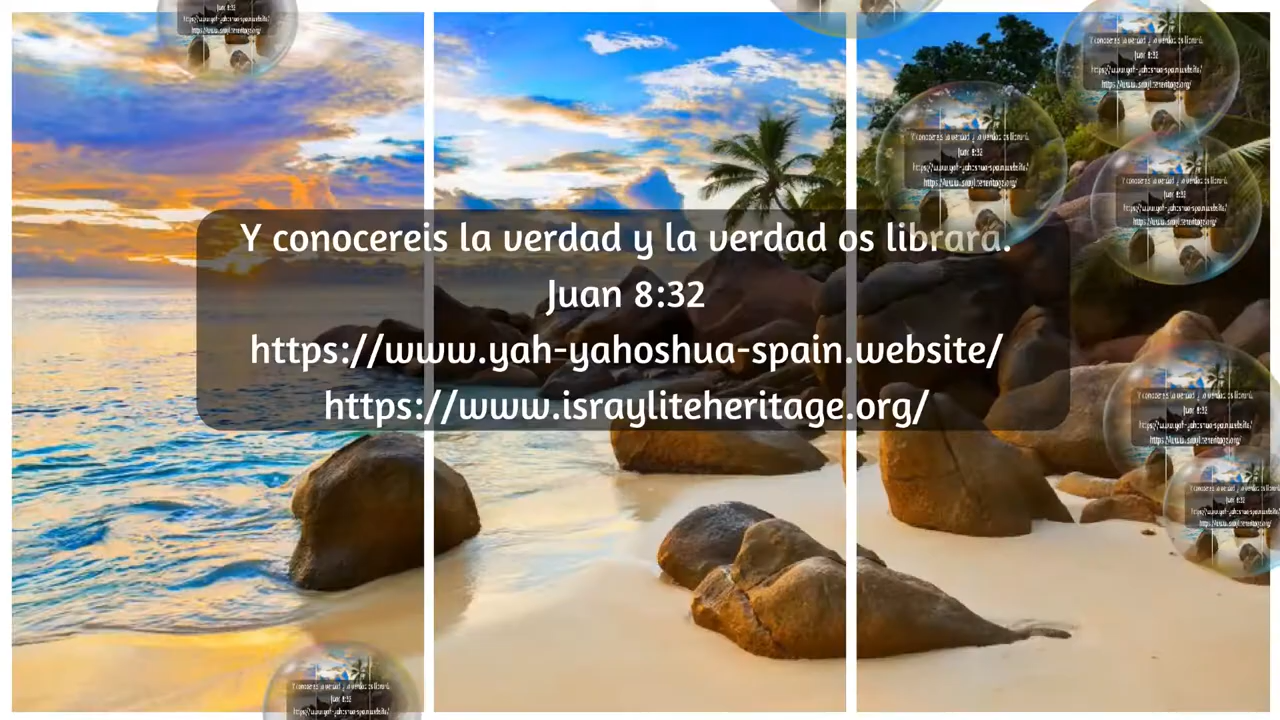 Y conocereis la verdad y la verdad os librará.
Juan 8:32
https://www.yah-yahoshua-spain.website/
https://www.israyliteheritage.org/